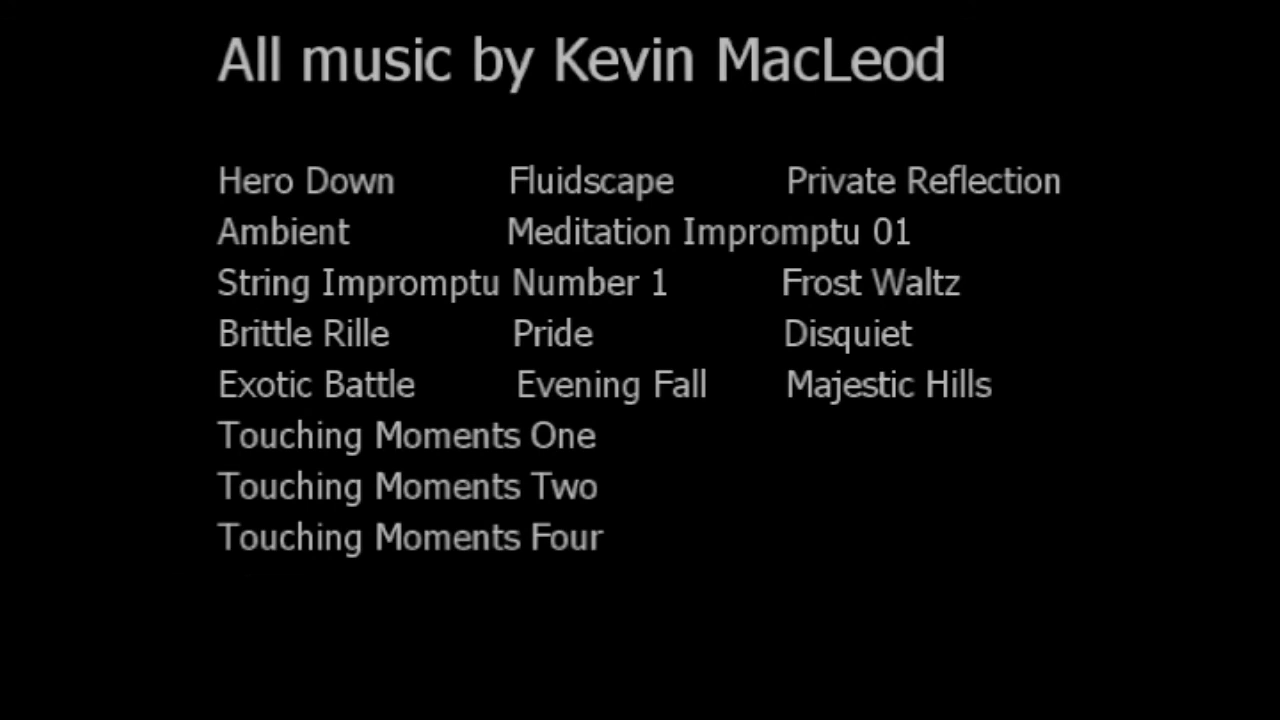 All music by Kevin MacLeod
Hero Down Fluidscape Private Reflection
Ambient Meditation Impromptu 01
String Impromptu Number 1 Frost Waltz
Brittle Rille Pride Disquiet
Exotic Battle Evening Fall Majestic Hills
Touching Moments One
Touching Moments Two
Touching Moments Four